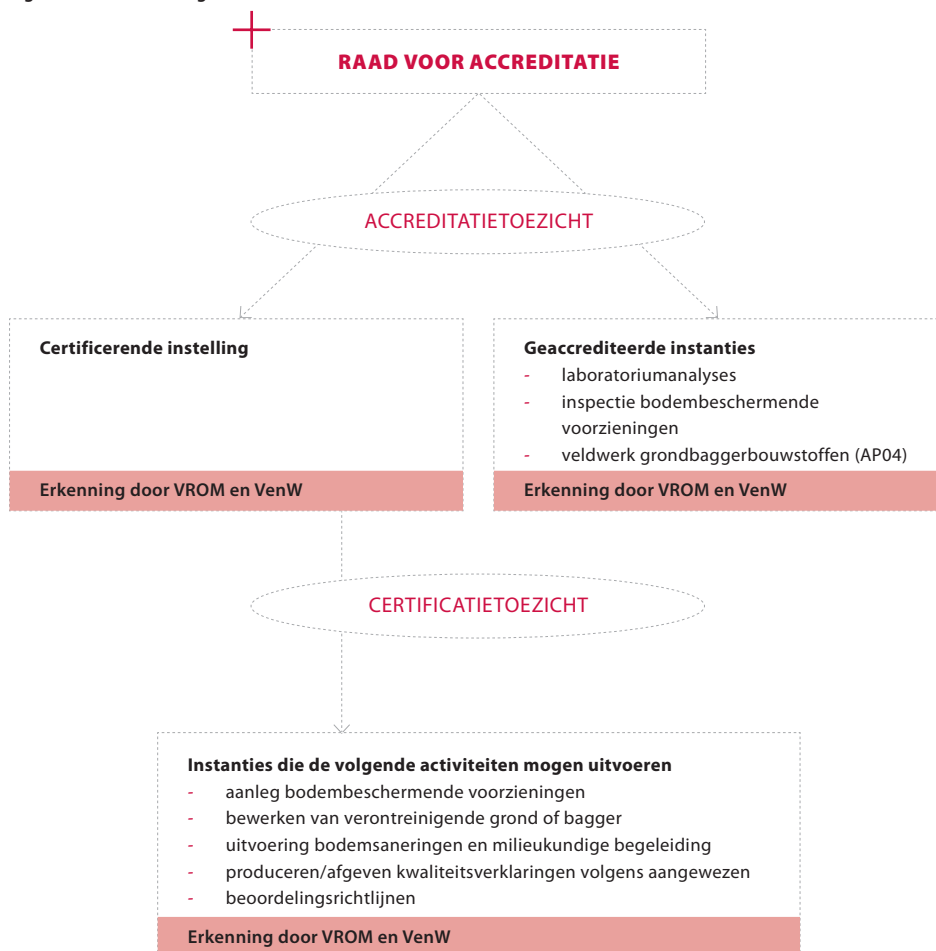 RAAD VOOR ACCREDITATIE
ACCREDITATIETOEZICHT
Certificerende instelling
Erkenning door VROM en VenW
Geaccrediteerde instanties
- laboratoriumanalyses
- inspectie bodembeschermende
voorzieningen
- veldwerk grondbaggerbouwstoffen (AP04)
Erkenning door VROM en VenW
CERTIFICATIETOEZICHT
Instanties die de volgende activiteiten mogen uitvoeren
- aanleg bodembeschermende voorzieningen
- bewerken van verontreinigende grond of bagger
- uitvoering bodemsaneringen en milieukundige begeleiding
- produceren/afgeven kwaliteitsverklaringen volgens aangewezen
- beoordelingsrichtlijnen
Erkenning door VROM en VenW